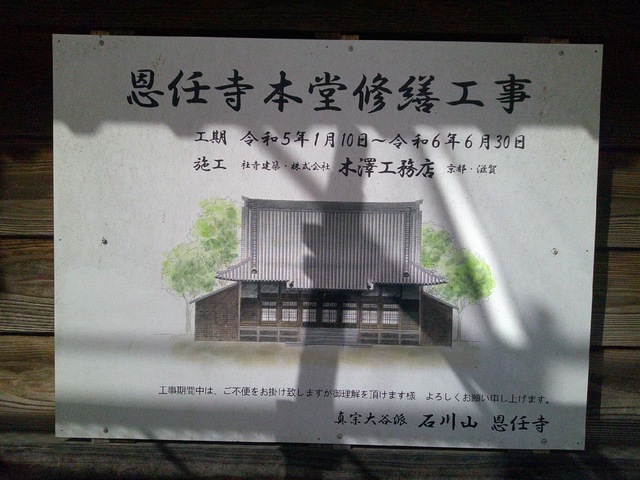 恩任寺本堂修繕工事
工期 令和5年1月10日～令和6年6月30日
施工 社寺建築・株式会社 木澤工務店 京都・滋賀
工事期間中は、ご不便をお掛け致しますが御理解を頂けます様 よろしくお願い申し上げます。
真宗大谷派 石川山 恩任寺